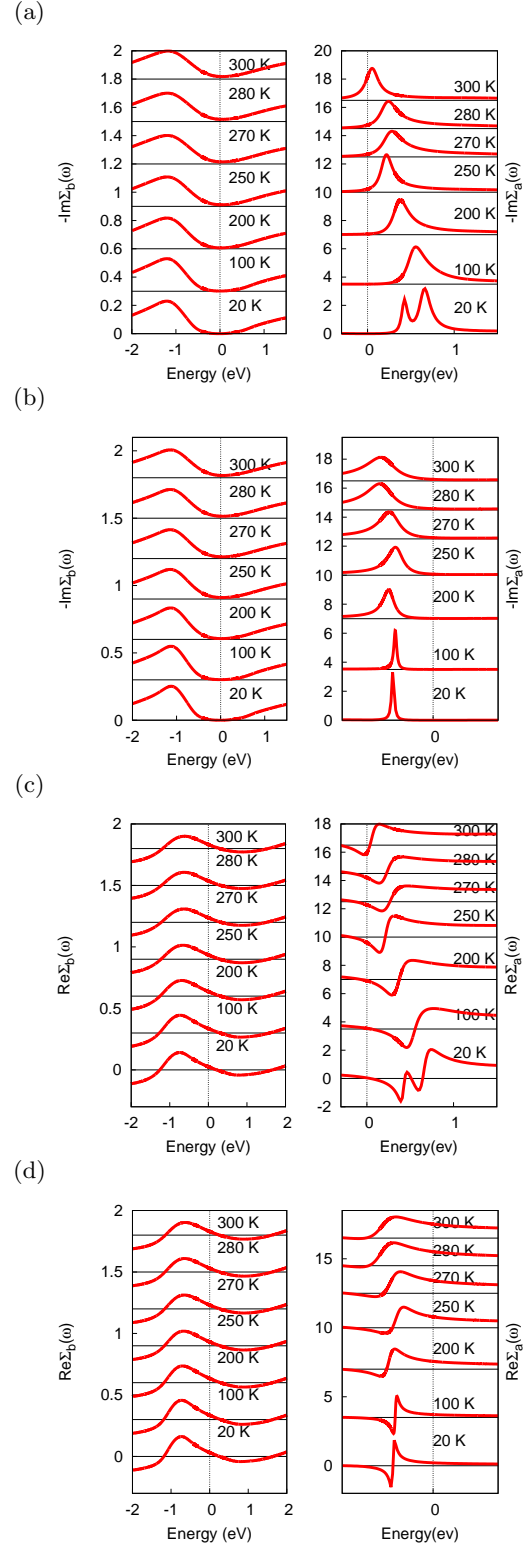 (a)
2
1.8
1.6
1.4
1.2
1
0.8
0.6
0.4
0.2
0
-ImΣb(ω)
300 K
280 K
270 K
250 K
200 K
100 K
20 K
-2 -1 0 1
Energy (eV)
20
18
16
14
12
10
8
6
4
2
0
-ImΣa(ω)
300 K
280 K
270 K
250 K
200 K
100 K
20 K
0 1
Energy(ev)
(b)
2
1.5
1
0.5
0
-ImΣb(ω)
300 K
280 K
270 K
250 K
200 K
100 K
20 K
-2 -1 0 1
Energy (eV)
18
16
14
12
10
8
6
4
2
0
-ImΣa(ω)
300 K
280 K
270 K
250 K
200 K
100 K
20 K
0
Energy(ev)
(c)
2
1.5
1
0.5
0
ReΣb(ω)
300 K
280 K
270 K
250 K
200 K
100 K
20 K
-2 -1 0 1 2
Energy (eV)
18
16
14
12
10
8
6
4
2
0
-2
ReΣa(ω)
300 K
280 K
270 K
250 K
200 K
100 K
20 K
0 1
Energy(ev)
(d)
2
1.5
1
0.5
0
ReΣb(ω)
300 K
280 K
270 K
250 K
200 K
100 K
20 K
-2 -1 0 1 2
Energy (eV)
15
10
5
0
ReΣa(ω)
300 K
280 K
270 K
250 K
200 K
100 K
20 K
0
Energy(ev)